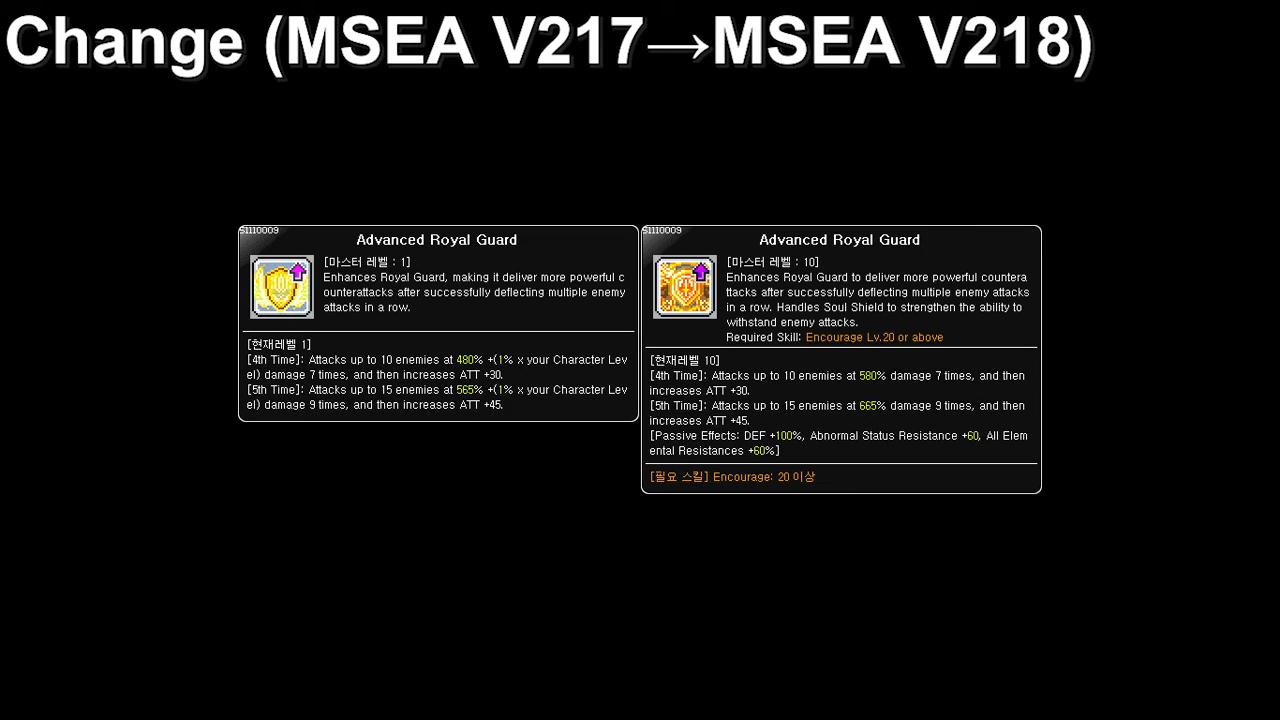 Change (MSEA V217→MSEA V218)
51110009
Advanced Royal Guard
[마스터 레벨 : 1]
Enhances Royal Guard, making it deliver more powerful c
ounterattacks after successfully deflecting multiple enemy
attacks in a row.
[현재레벨 1]
[4th Time]: Attacks up to 10 enemies at 480% +(1% x your Character Lev
el) damage 7 times, and then increases ATT +30.
[5th Time]: Attacks up to 15 enemies at 565% +(1% x your Character Lev
el) damage 9 times, and then increases ATT +45.
51110009
Advanced Royal Guard
[마스터 레벨 : 10]
Enhances Royal Guard to deliver more powerful countera
ttacks after successfully deflecting multiple enemy attacks
in a row. Handles Soul Shield to strengthen the ability to
withstand enemy attacks.
Required Skill: Encourage Lv.20 or above
[현재레벨 10]
[4th Time]: Attacks up to 10 enemies at 580% damage 7 times, and then
increases ATT +30.
[5th Time]: Attacks up to 15 enemies at 665% damage 9 times, and then
increases ATT +45.
[Passive Effects: DEF +100%, Abnormal Status Resistance +60, All Elem
ental Resistances +60%]
[필요 스킬] Encourage: 20 이상